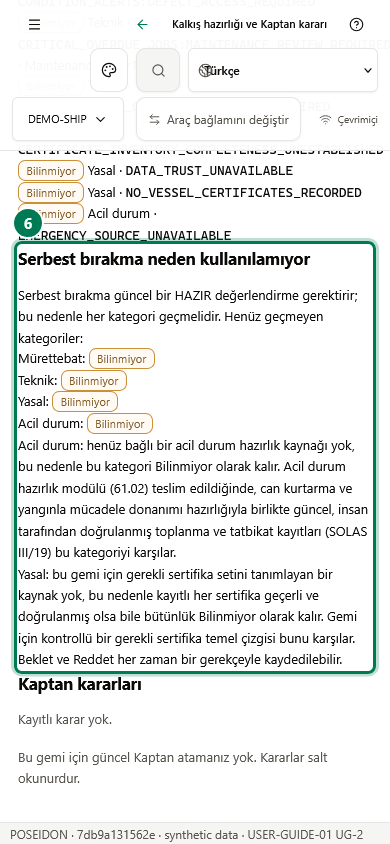 Kalkış hazırlığı ve Kaptan kararı
Türkçe
DEMO-SHIP
Araç bağlamını değiştir
Çevrimiçi
CERTIFICATE_INVENTORY_COMPLETENESS_UNESTABLISHED
Bilinmiyor Yasal · DATA_TRUST_UNAVAILABLE
Bilinmiyor Yasal · NO_VESSEL_CERTIFICATES_RECORDED
Bilinmiyor Acil durum ·
EMERGENCY_SOURCE_UNAVAILABLE
6
Serbest bırakma neden kullanılamıyor
Serbest bırakma güncel bir HAZIR değerlendirme gerektirir;
bu nedenle her kategori geçmelidir. Henüz geçmeyen
kategoriler:
Mürettebat: Bilinmiyor
Teknik: Bilinmiyor
Yasal: Bilinmiyor
Acil durum: Bilinmiyor
Acil durum: henüz bağlı bir acil durum hazırlık kaynağı yok,
bu nedenle bu kategori Bilinmiyor olarak kalır. Acil durum
hazırlık modülü (61.02) teslim edildiğinde, can kurtarma ve
yangınla mücadele donanımı hazırlığıyla birlikte güncel, insan
tarafından doğrulanmış toplanma ve tatbikat kayıtları (SOLAS
III/19) bu kategoriyi karşılar.
Yasal: bu gemi için gerekli sertifika setini tanımlayan bir
kaynak yok, bu nedenle kayıtlı her sertifika geçerli ve
doğrulanmış olsa bile bütünlük Bilinmiyor olarak kalır. Gemi
için kontrollü bir gerekli sertifika temel çizgisi bunu karşılar.
Beklet ve Reddet her zaman bir gerekçeyle kaydedilebilir.
Kaptan kararları
Kayıtlı karar yok.
Bu gemi için güncel Kaptan atamanız yok. Kararlar salt
okunurdur.
POSEIDON · 7db9a131562e · synthetic data · USER-GUIDE-01 UG-2